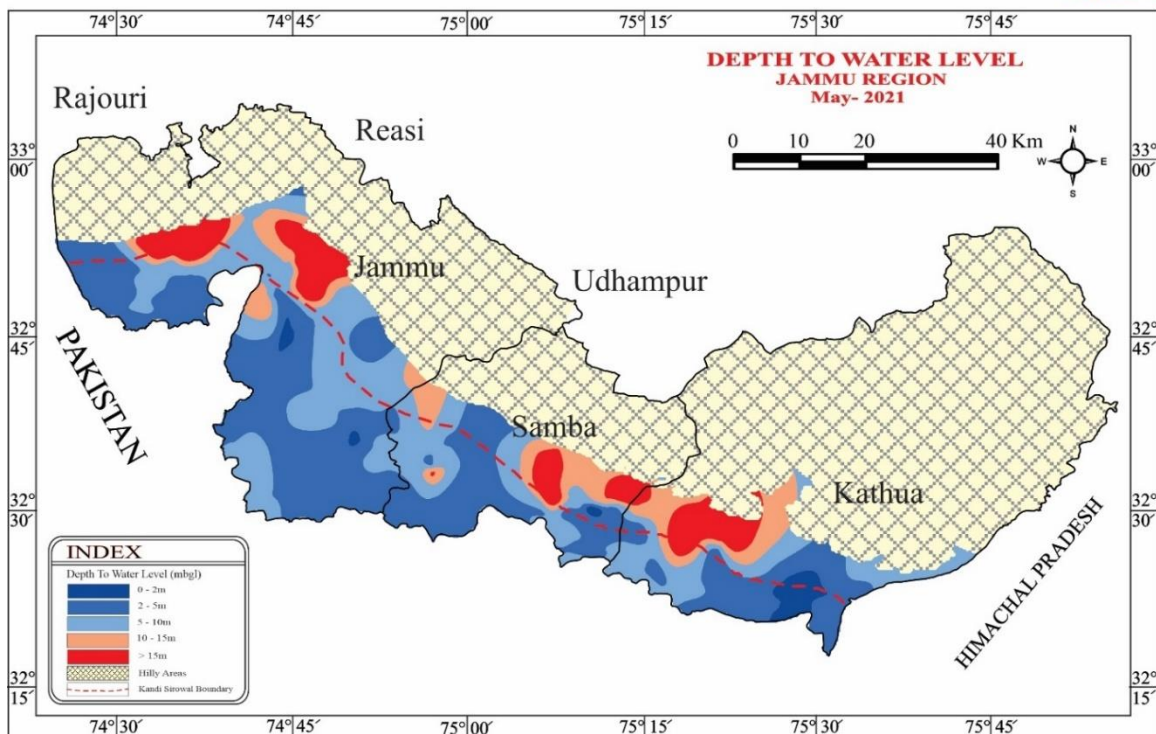 74°30′ 74°45′ 75°00′ 75°15′ 75°30′ 75°45′
DEPTH TO WATER LEVEL
JAMMU REGION
May- 2021
Rajouri
Reasi
0 10 20 40 Km
N
W E
S
33°
00′
33°
00′
Jammu
Udhampur
32°
45′
32°
45′
PAKISTAN
Samba
Kathua
32°
30′
32°
30′
HIMACHAL PRADESH
INDEX
Depth To Water Level (mbgl)
0 - 2m
2 - 5m
5 - 10m
10 - 15m
> 15m
Hilly Arens
Kandi Sirowal Boundary
32°
15′
32°
15′
74°30′ 74°45′ 75°00′ 75°15′ 75°30′ 75°45′